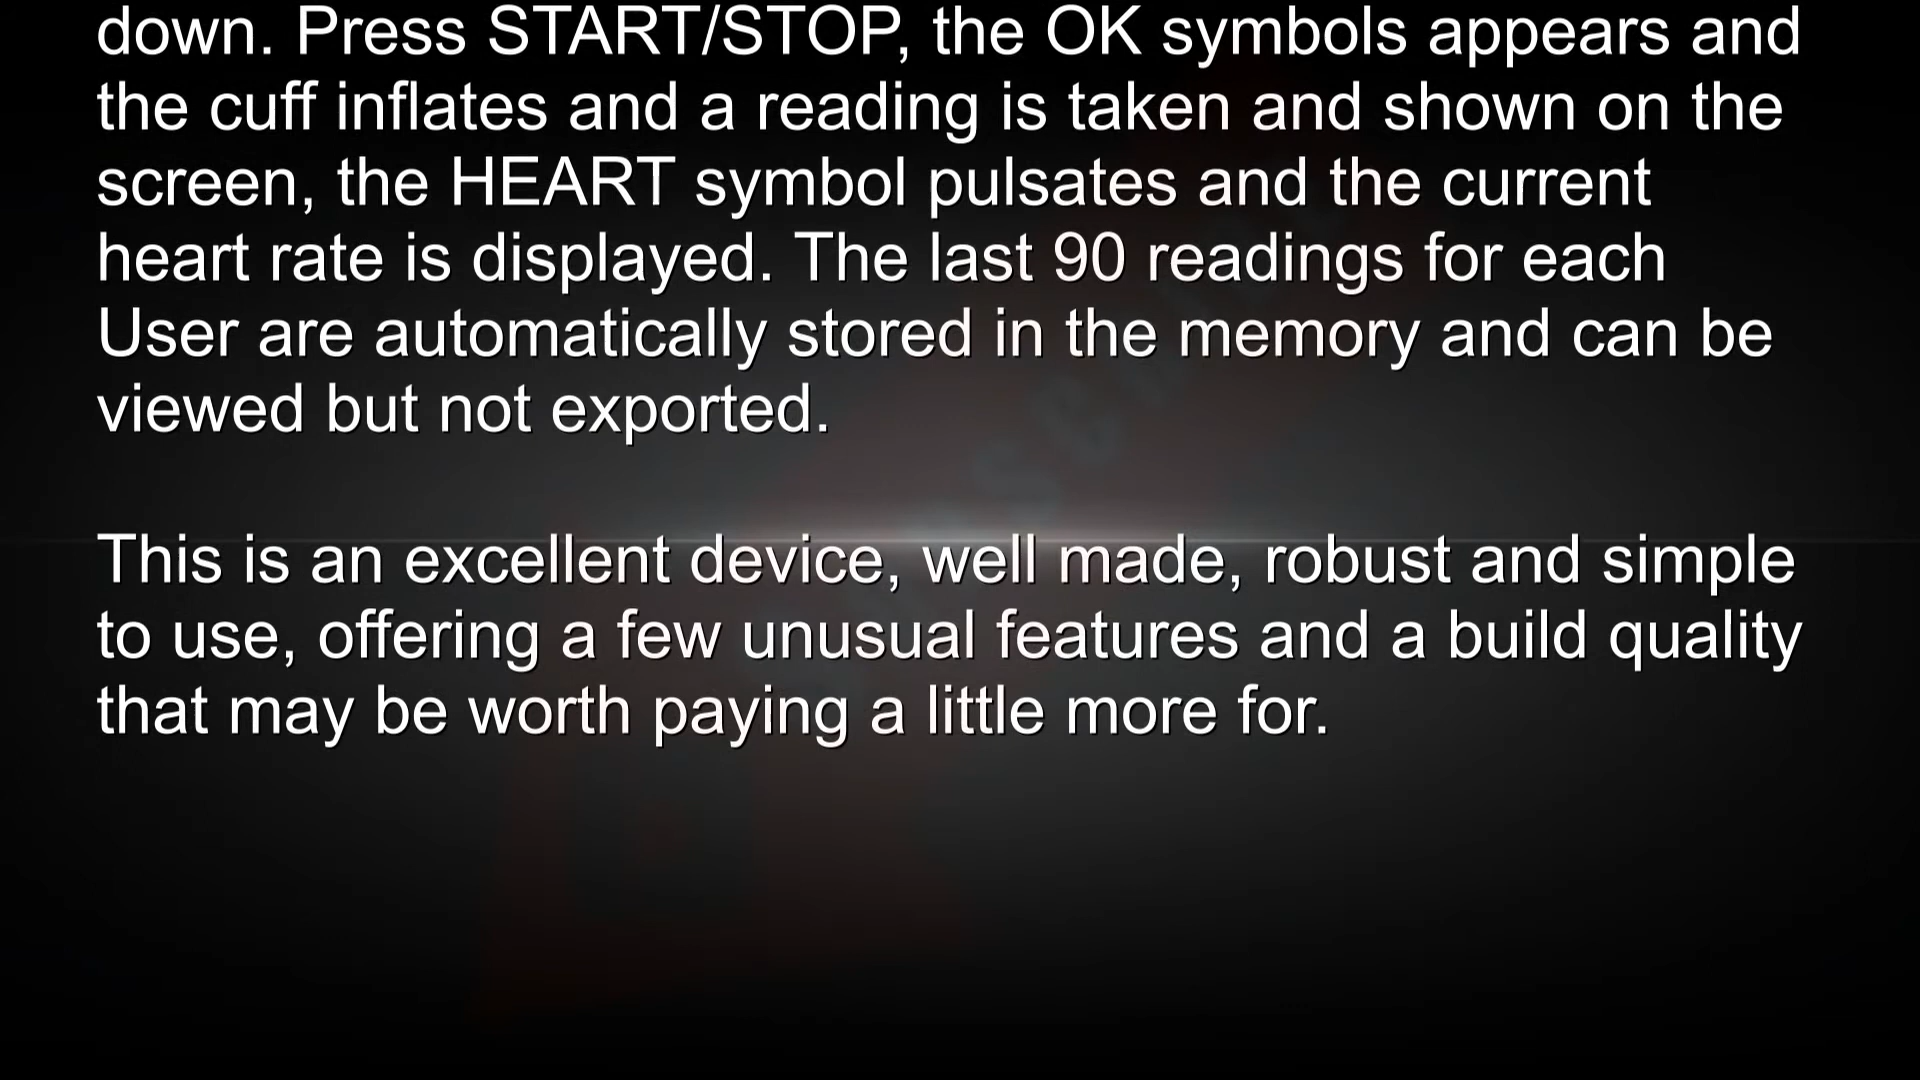 down. Press START/STOP, the OK symbols appears and
the cuff inflates and a reading is taken and shown on the
screen, the HEART symbol pulsates and the current
heart rate is displayed. The last 90 readings for each
User are automatically stored in the memory and can be
viewed but not exported.
This is an excellent device, well made, robust and simple
to use, offering a few unusual features and a build quality
that may be worth paying a little more for.